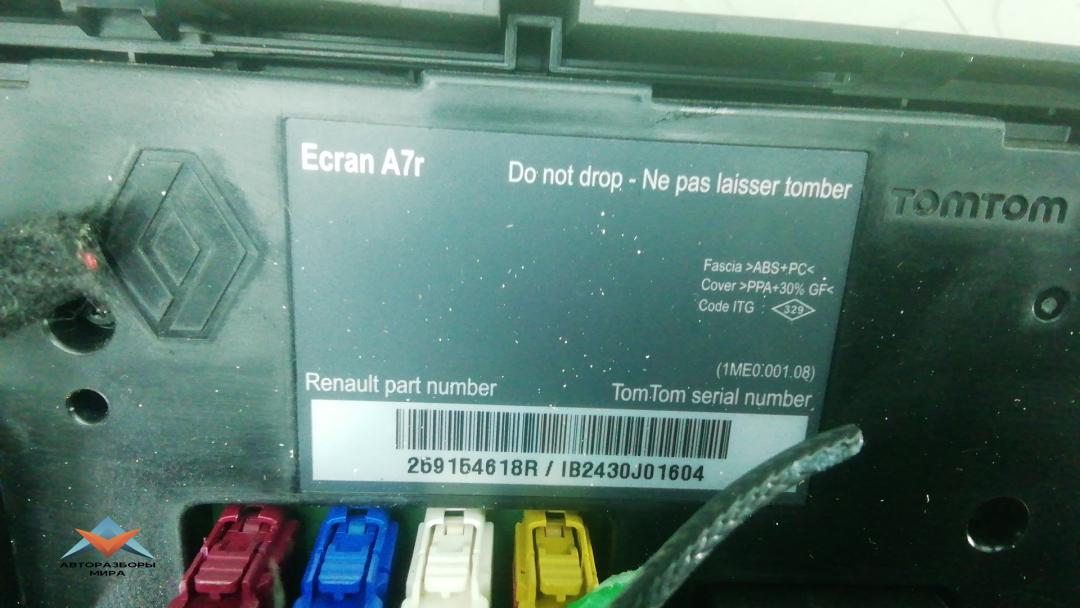 Ecran A7r
Do not drop - Ne pas laisser tomber
TOMTOM
Fascia >ABS+PC<
Cover >PPA+30% GF<
Code ITG 329
(1ME0.001.08)
Renault part number
TomTom serial number
259154618R / IB2430J01604
АВТОРАЗБОРЫ
МИРА